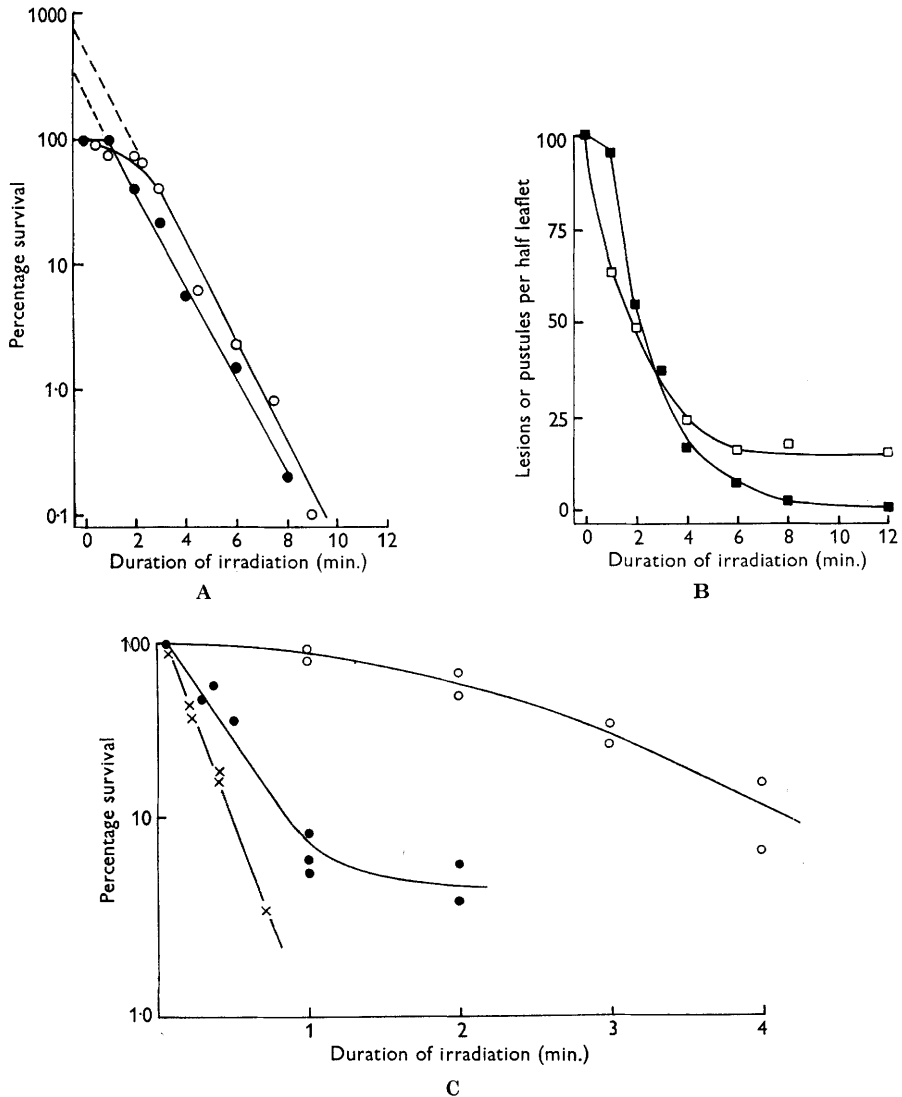 1000
100
10
1·0
0·1
Percentage survival
0 2 4 6 8 10 12
Duration of irradiation (min.)
A
100
75
50
25
0
Lesions or pustules per half leaflet
0 2 4 6 8 10 12
Duration of irradiation (min.)
B
100
10
1·0
Percentage survival
1 2 3 4
Duration of irradiation (min.)
C